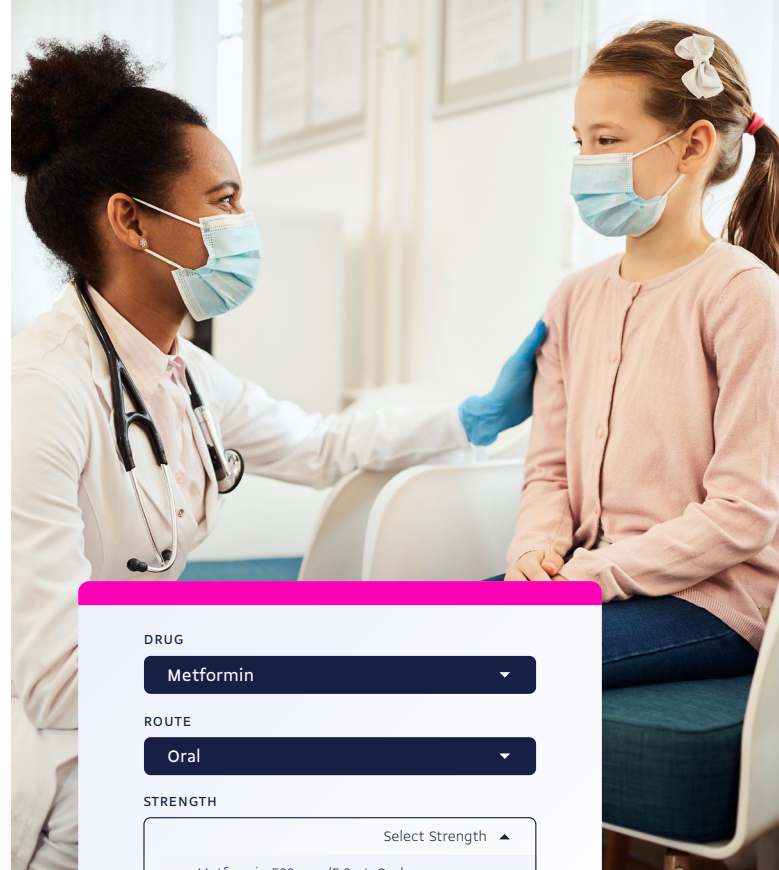 DRUG
Metformin
ROUTE
Oral
STRENGTH
Select Strength